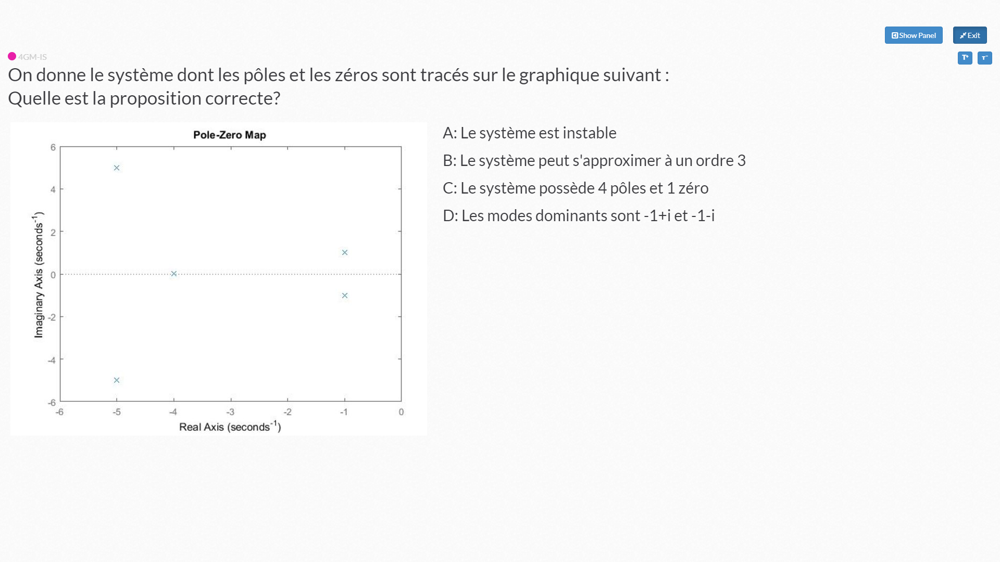 Show Panel
Exit
4GM-IS
T+
T-
On donne le système dont les pôles et les zéros sont tracés sur le graphique suivant :
Quelle est la proposition correcte?
Pole-Zero Map
6
4
2
0
-2
-4
-6
Imaginary Axis (seconds⁻¹)
-6 -5 -4 -3 -2 -1 0
Real Axis (seconds⁻¹)
A: Le système est instable
B: Le système peut s'approximer à un ordre 3
C: Le système possède 4 pôles et 1 zéro
D: Les modes dominants sont -1+i et -1-i